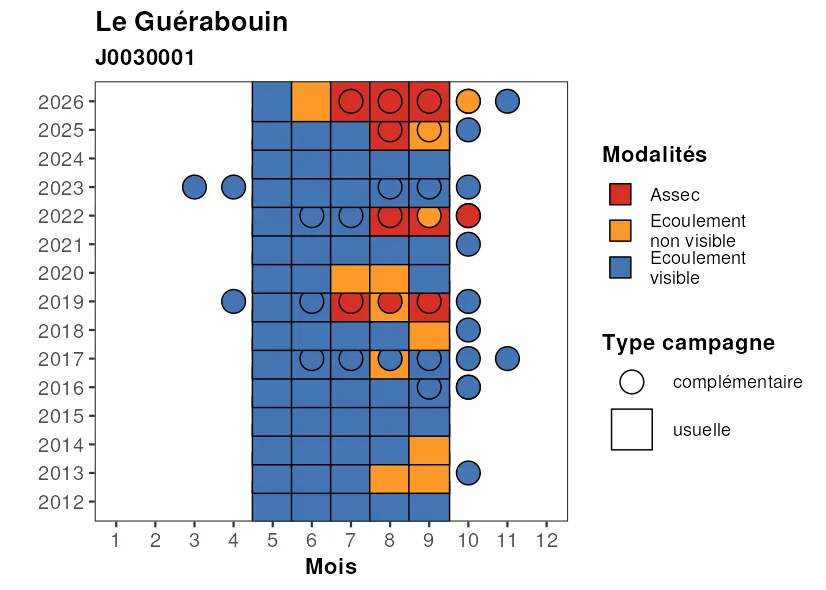 Le Guérabouin
J0030001
2026
2025
2024
2023
2022
2021
2020
2019
2018
2017
2016
2015
2014
2013
2012
1 2 3 4 5 6 7 8 9 10 11 12
Mois
Modalités
Assec
Ecoulement
non visible
Ecoulement
visible
Type campagne
complémentaire
usuelle